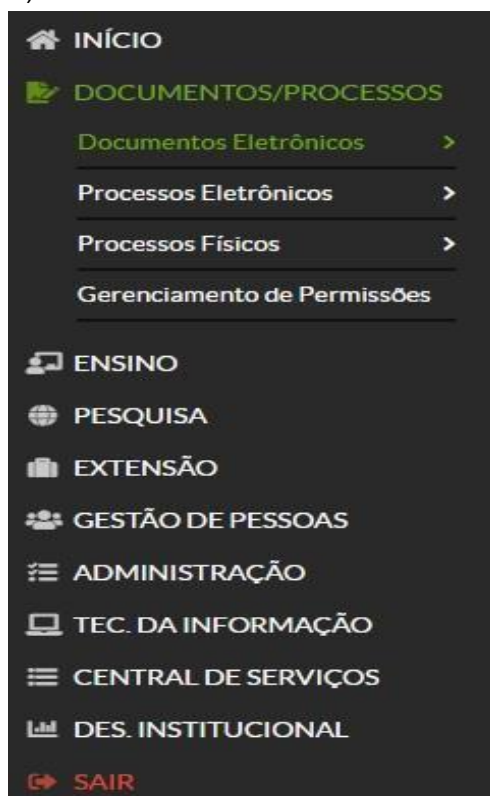 INÍCIO
DOCUMENTOS/PROCESSOS
Documentos Eletrônicos >
Processos Eletrônicos >
Processos Físicos >
Gerenciamento de Permissões
ENSINO
PESQUISA
EXTENSÃO
GESTÃO DE PESSOAS
ADMINISTRAÇÃO
TEC. DA INFORMAÇÃO
CENTRAL DE SERVIÇOS
DES. INSTITUCIONAL
SAIR